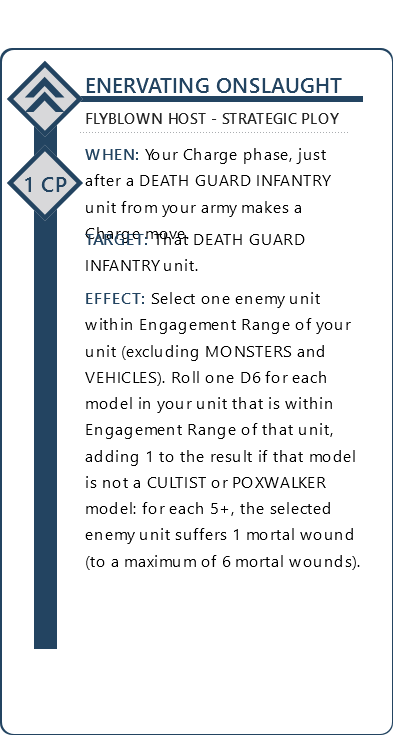 ENERVATING ONSLAUGHT
FLYBLOWN HOST - STRATEGIC PLOY
1 CP
WHEN: Your Charge phase, just
after a DEATH GUARD INFANTRY
unit from your army makes a
Charge move.
TARGET: That DEATH GUARD
INFANTRY unit.
EFFECT: Select one enemy unit
within Engagement Range of your
unit (excluding MONSTERS and
VEHICLES). Roll one D6 for each
model in your unit that is within
Engagement Range of that unit,
adding 1 to the result if that model
is not a CULTIST or POXWALKER
model: for each 5+, the selected
enemy unit suffers 1 mortal wound
(to a maximum of 6 mortal wounds).